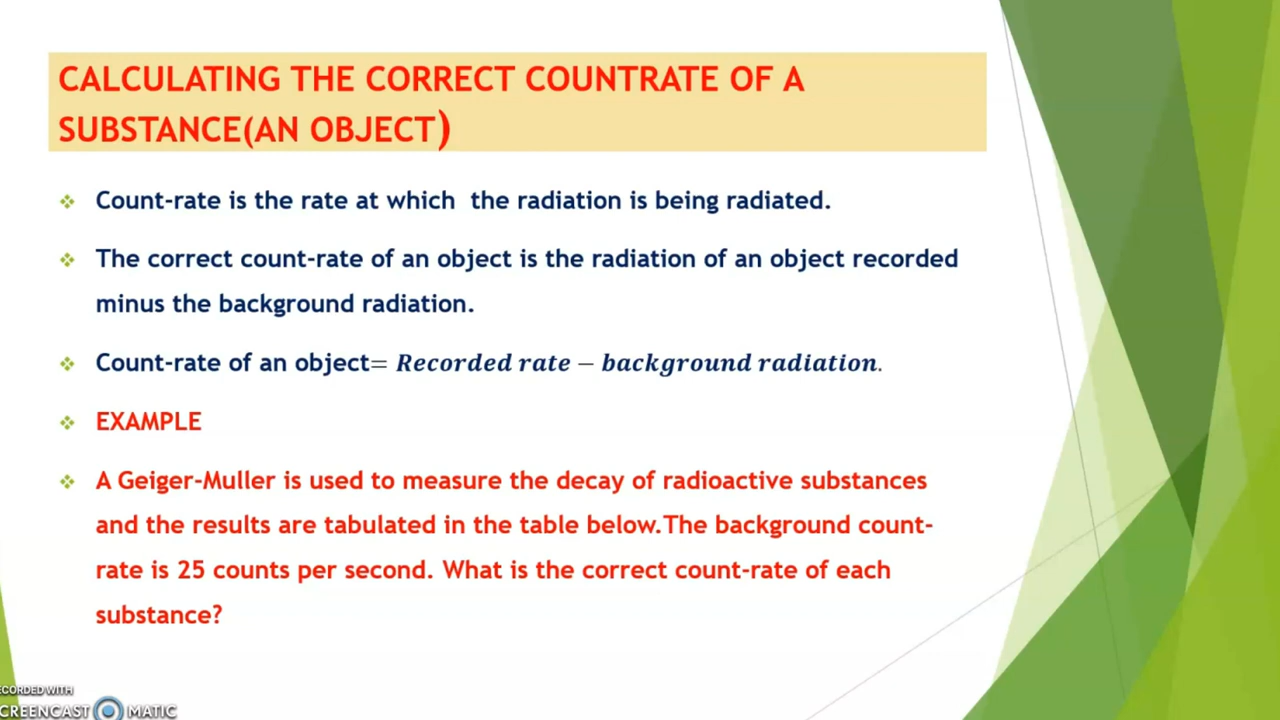 CALCULATING THE CORRECT COUNTRATE OF A
SUBSTANCE(AN OBJECT)
Count-rate is the rate at which the radiation is being radiated.
The correct count-rate of an object is the radiation of an object recorded
minus the background radiation.
Count-rate of an object= Recorded rate − background radiation.
EXAMPLE
A Geiger-Muller is used to measure the decay of radioactive substances
and the results are tabulated in the table below.The background count-
rate is 25 counts per second. What is the correct count-rate of each
substance?
ECORDED WITH
CREENCAST MATIC